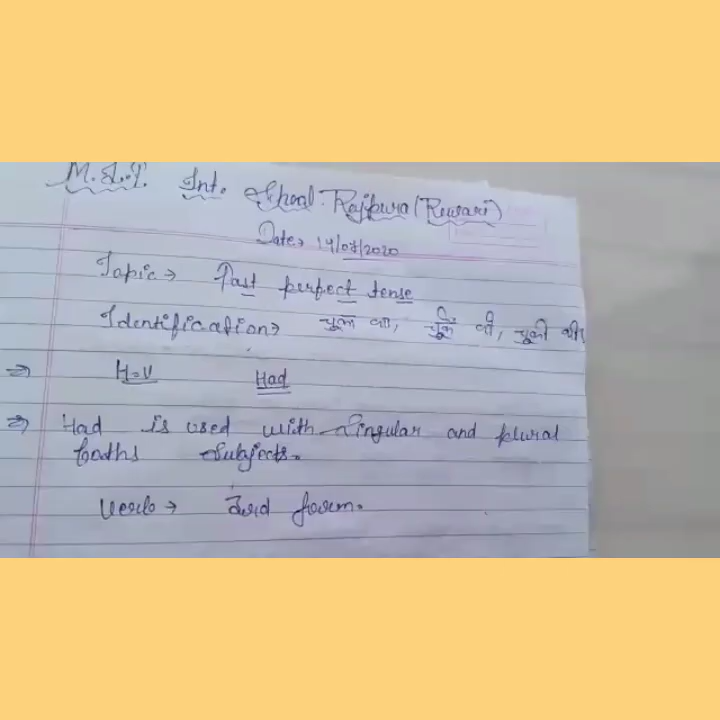 Int. School Rajpura (Rewari)
Date → 14/07/2020
Topic → Past perfect tense
Identification → चुका था, चुके थे, चुकी थी
⇒ H.V Had
⇒ Had is used with Singular and plural
boths Subjects.
Verb → IIIrd form.